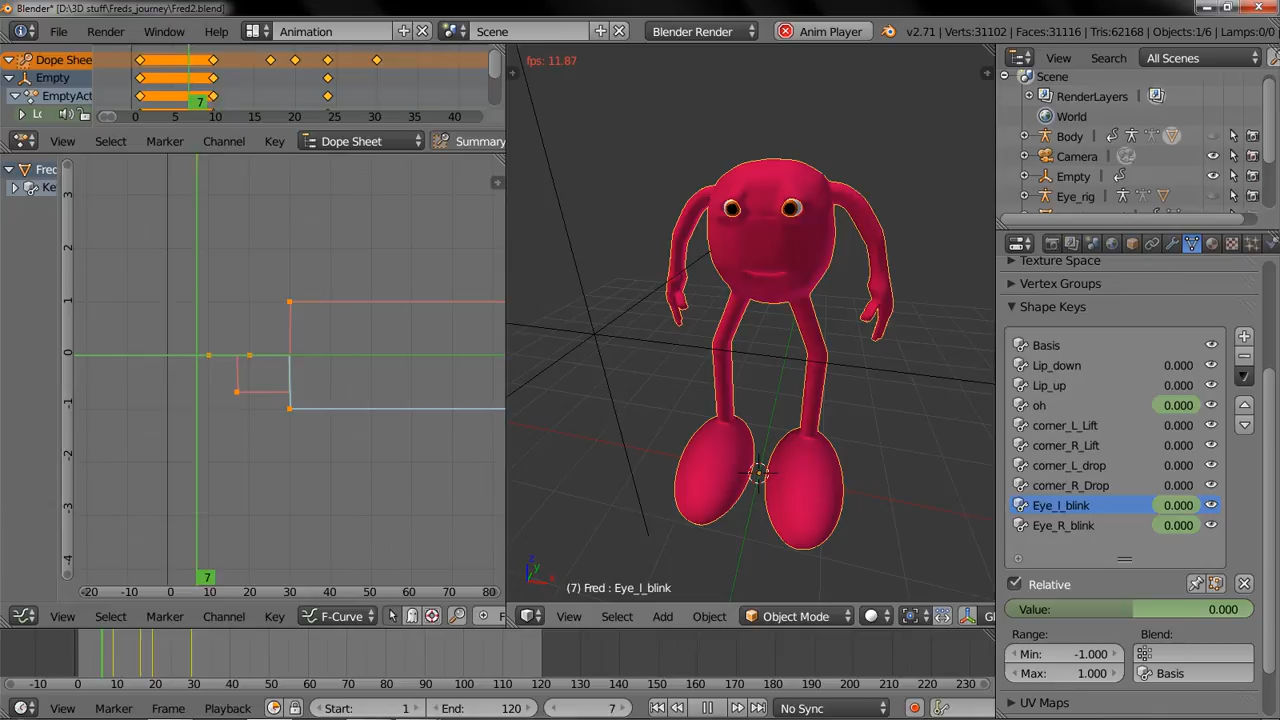 Blender* [D:\3D stuff\Freds_journey\Fred2.blend]
File Render Window Help Animation Scene Blender Render Anim Player v2.71 | Verts:31102 | Faces:31116 | Tris:62168 | Objects:1/6 | Lamps:0/0
Dope Shee
Empty
EmptyAct
7
0 5 10 15 20 25 30 35 40
View Select Marker Channel Key Dope Sheet Summary
Fred
Ke
3
2
1
0
-1
-2
-3
-4
7
-20 -10 0 10 20 30 40 50 60 70 80
View Select Marker Channel Key F-Curve
fps: 11.87
(7) Fred : Eye_l_blink
View Select Add Object Object Mode
View Search All Scenes
Scene
RenderLayers
World
Body
Camera
Empty
Eye_rig
Texture Space
Vertex Groups
Shape Keys
Basis
Lip_down 0.000
Lip_up 0.000
oh 0.000
corner_L_Lift 0.000
corner_R_Lift 0.000
corner_L_drop 0.000
corner_R_Drop 0.000
Eye_l_blink 0.000
Eye_R_blink 0.000
Relative
Value: 0.000
Range: Blend:
Min: -1.000
Max: 1.000 Basis
UV Maps
-10 0 10 20 30 40 50 60 70 80 90 100 110 120 130 140 150 160 170 180 190 200 210 220 230
View Marker Frame Playback Start: 1 End: 120 7 No Sync